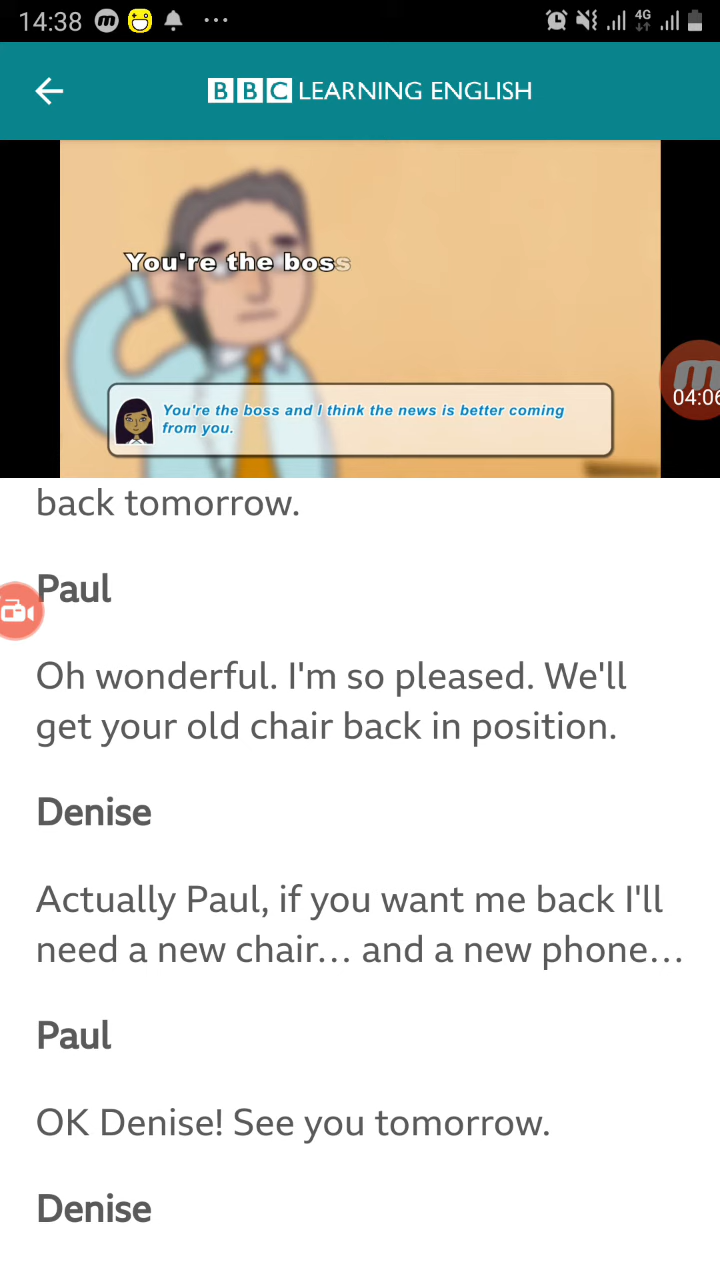 14:38
4G
BBC LEARNING ENGLISH
You're the boss
04:06
You're the boss and I think the news is better coming
from you.
back tomorrow.
Paul
Oh wonderful. I'm so pleased. We'll
get your old chair back in position.
Denise
Actually Paul, if you want me back I'll
need a new chair... and a new phone...
Paul
OK Denise! See you tomorrow.
Denise